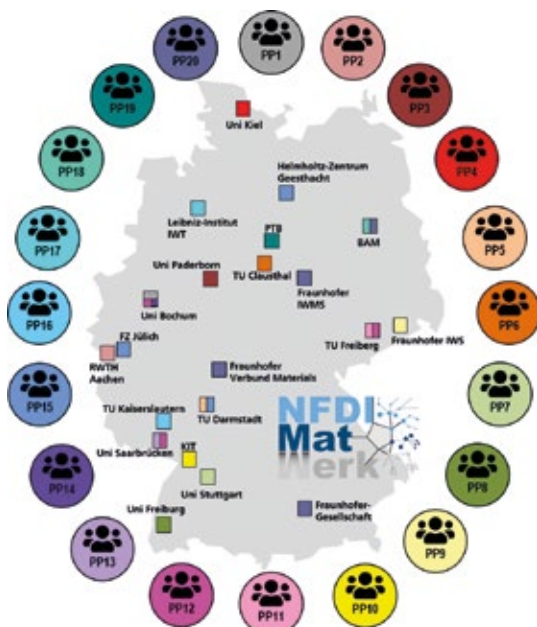 PP20
PP1
PP2
PP19
PP3
PP18
PP4
PP17
PP5
PP16
PP6
PP15
PP7
PP14
PP8
PP13
PP9
PP12
PP11
PP10
Uni Kiel
Helmholtz-Zentrum
Geesthacht
Leibniz-Institut
IWT
PTB
BAM
Uni Paderborn
TU Clausthal
Fraunhofer
IWMS
Uni Bochum
FZ Jülich
RWTH
Aachen
TU Freiberg
Fraunhofer IWS
Fraunhofer
Verbund Materials
TU Kaiserslautern
TU Darmstadt
NFDI
Mat
Werk
Uni Saarbrücken
KIT
Uni Stuttgart
Uni Freiburg
Fraunhofer-
Gesellschaft